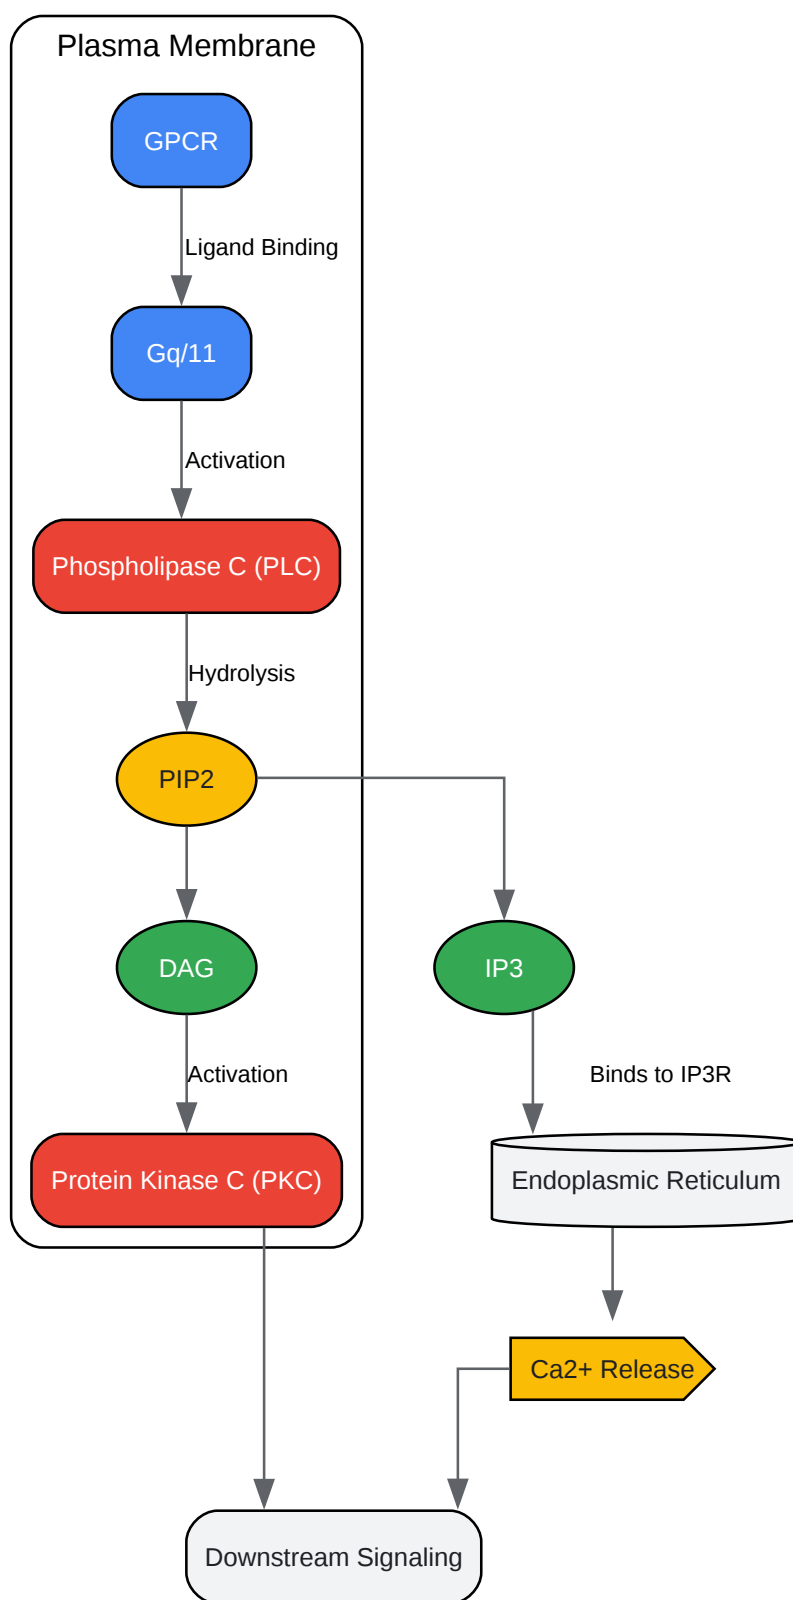 Plasma Membrane
GPCR
Ligand Binding
Gq/11
Activation
Phospholipase C (PLC)
Hydrolysis
PIP2
DAG
IP3
Activation
Binds to IP3R
Protein Kinase C (PKC)
Endoplasmic Reticulum
Ca2+ Release
Downstream Signaling